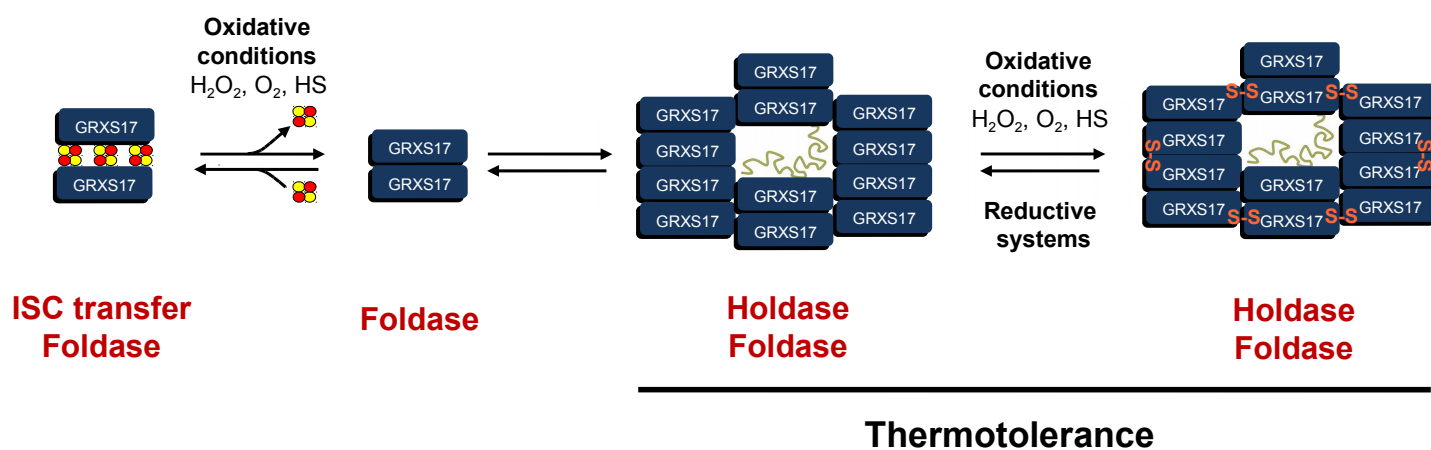 GRXS17
GRXS17
Oxidative
conditions
H₂O₂, O₂, HS
GRXS17
GRXS17
GRXS17
GRXS17
GRXS17
GRXS17
GRXS17
GRXS17
GRXS17
GRXS17
GRXS17
GRXS17
GRXS17
GRXS17
Oxidative
conditions
H₂O₂, O₂, HS
Reductive
systems
GRXS17
GRXS17
GRXS17
GRXS17
GRXS17
GRXS17
GRXS17
GRXS17
GRXS17
GRXS17
GRXS17
GRXS17
S-S
S-S
S-S
S-S
S-S
S-S
ISC transfer
Foldase
Foldase
Holdase
Foldase
Holdase
Foldase
Thermotolerance